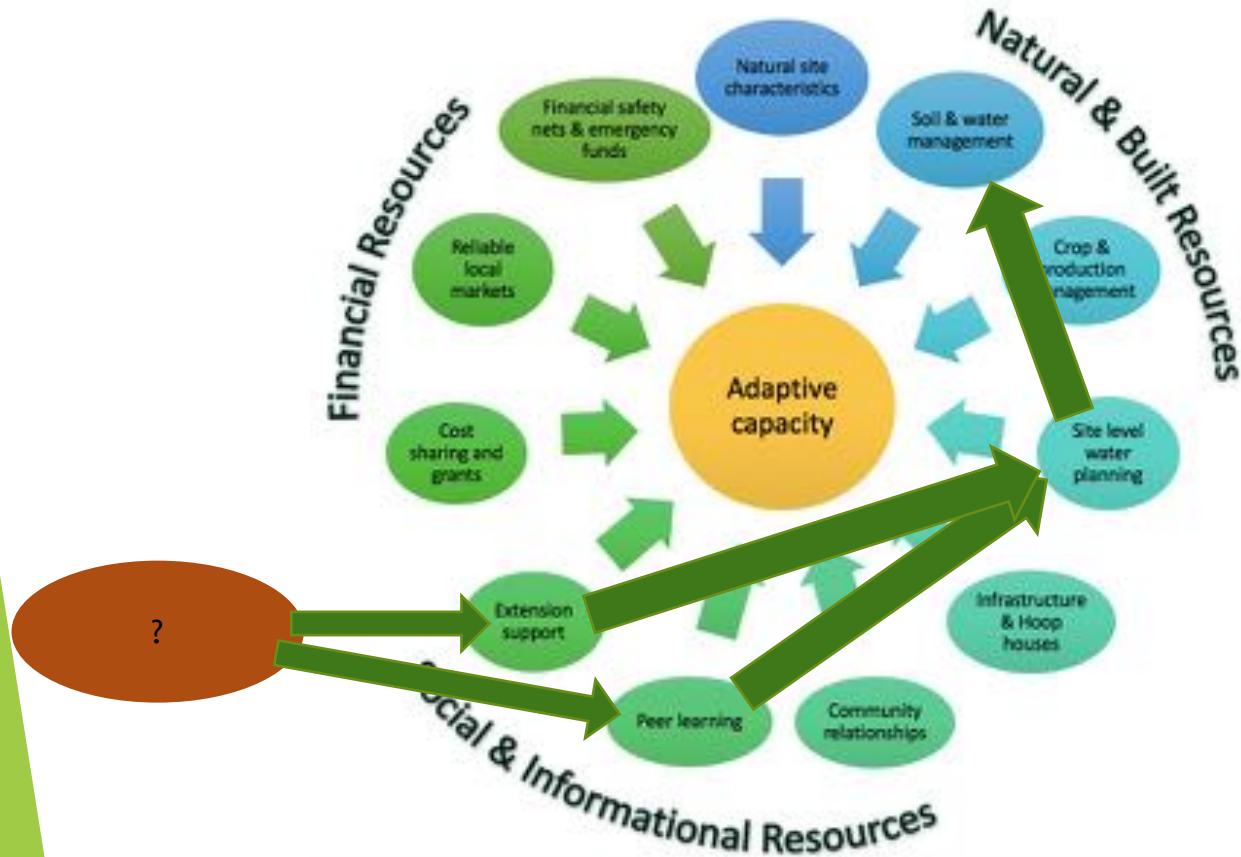 Natural & Built Resources
Financial Resources
Natural site
characteristics
Financial safety
nets & emergency
funds
Soil & water
management
Reliable
local
markets
Crop &
production
nagement
Adaptive
capacity
Cost
sharing and
grants
Site level
water
planning
?
Extension
support
Infrastructure
& Hoop
houses
Peer learning
Community
relationships
ocial & Informational Resources